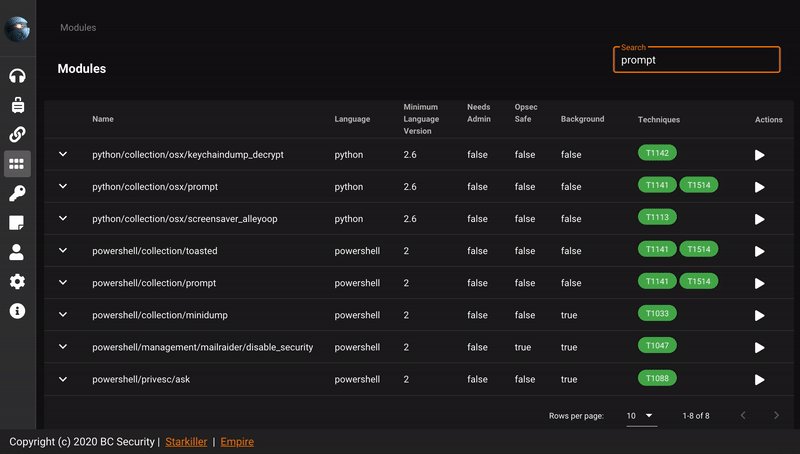 Modules
Search
prompt
Modules
Name Language Minimum Language Version Needs Admin Opsec Safe Background Techniques Actions
python/collection/osx/keychaindump_decrypt python 2.6 false false false T1142
python/collection/osx/prompt python 2.6 false false false T1141 T1514
python/collection/osx/screensaver_alleyoop python 2.6 false false false T1113
powershell/collection/toasted powershell 2 false false false T1141 T1514
powershell/collection/prompt powershell 2 false false false T1141 T1514
powershell/collection/minidump powershell 2 false false true T1033
powershell/management/mailraider/disable_security powershell 2 false true true T1047
powershell/privesc/ask powershell 2 false false true T1088
Rows per page: 10 1-8 of 8
Copyright (c) 2020 BC Security | Starkiller | Empire